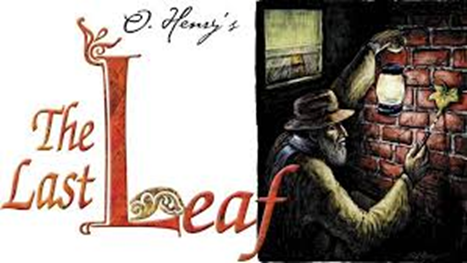 O. Henry's
The
Last Leaf